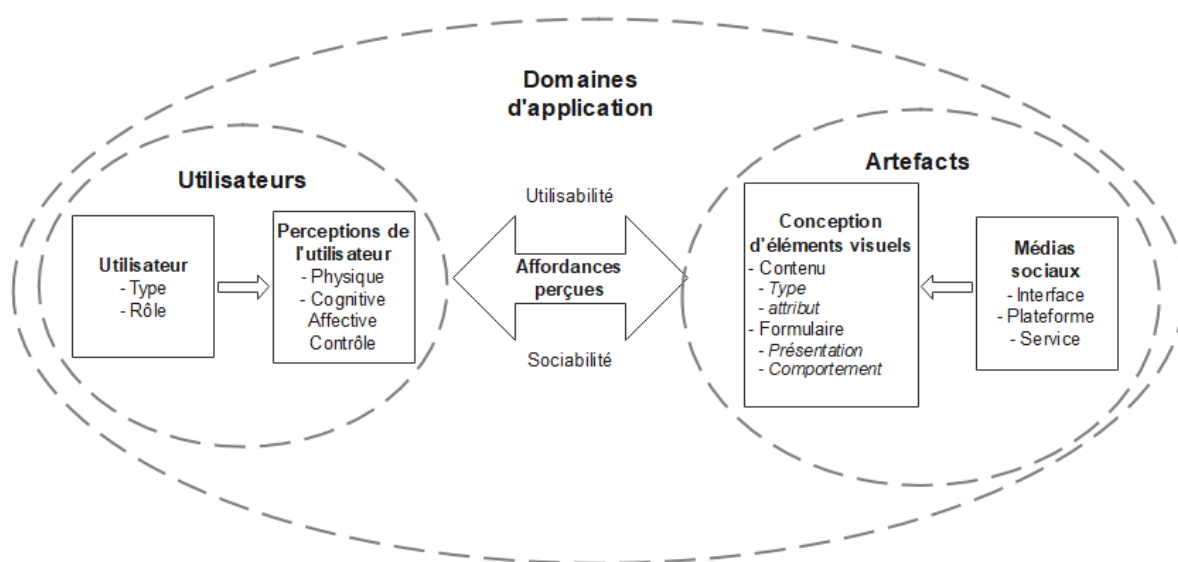 Domaines
d'application
Utilisateurs
Utilisateur
- Type
- Rôle
Perceptions de
l'utilisateur
- Physique
- Cognitive
Affective
Contrôle
Utilisabilité
Affordances
perçues
Sociabilité
Artefacts
Conception
d'éléments visuels
- Contenu
- Type
- attribut
- Formulaire
- Présentation
- Comportement
Médias
sociaux
- Interface
- Plateforme
- Service